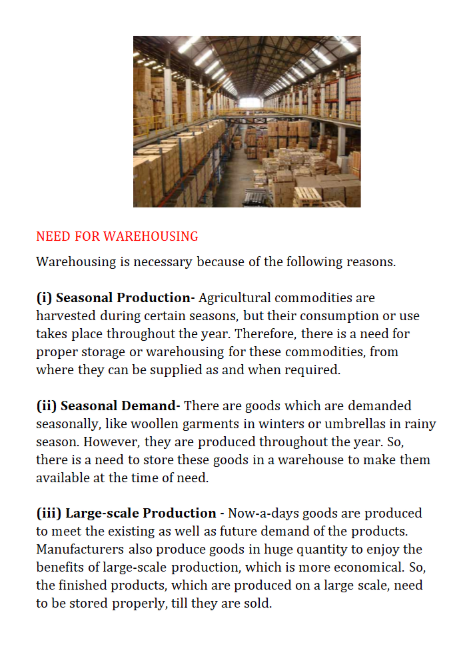 NEED FOR WAREHOUSING
Warehousing is necessary because of the following reasons.
(i) Seasonal Production- Agricultural commodities are
harvested during certain seasons, but their consumption or use
takes place throughout the year. Therefore, there is a need for
proper storage or warehousing for these commodities, from
where they can be supplied as and when required.
(ii) Seasonal Demand- There are goods which are demanded
seasonally, like woollen garments in winters or umbrellas in rainy
season. However, they are produced throughout the year. So,
there is a need to store these goods in a warehouse to make them
available at the time of need.
(iii) Large-scale Production - Now-a-days goods are produced
to meet the existing as well as future demand of the products.
Manufacturers also produce goods in huge quantity to enjoy the
benefits of large-scale production, which is more economical. So,
the finished products, which are produced on a large scale, need
to be stored properly, till they are sold.